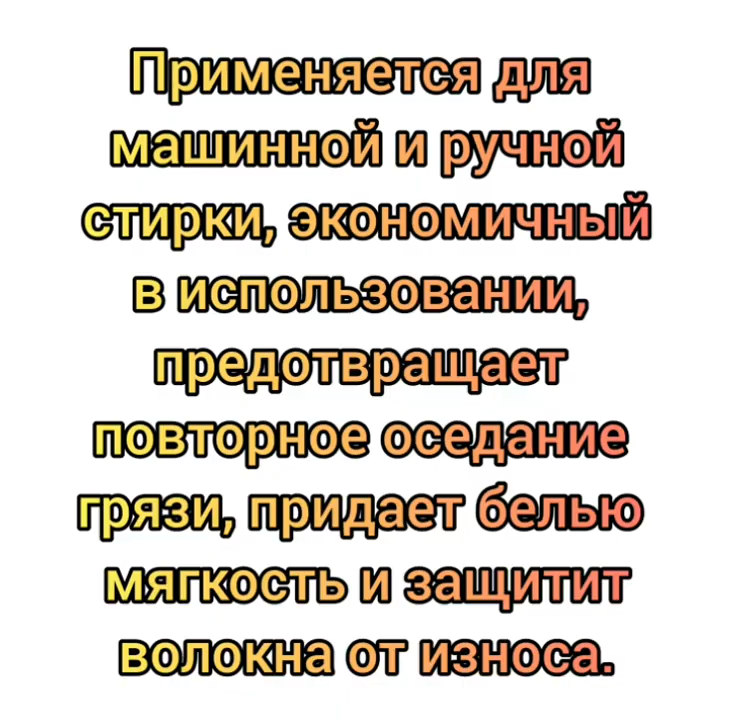 Применяется для
машинной и ручной
стирки, экономичный
в использовании,
предотвращает
повторное оседание
грязи, придает белью
мягкость и защитит
волокна от износа.